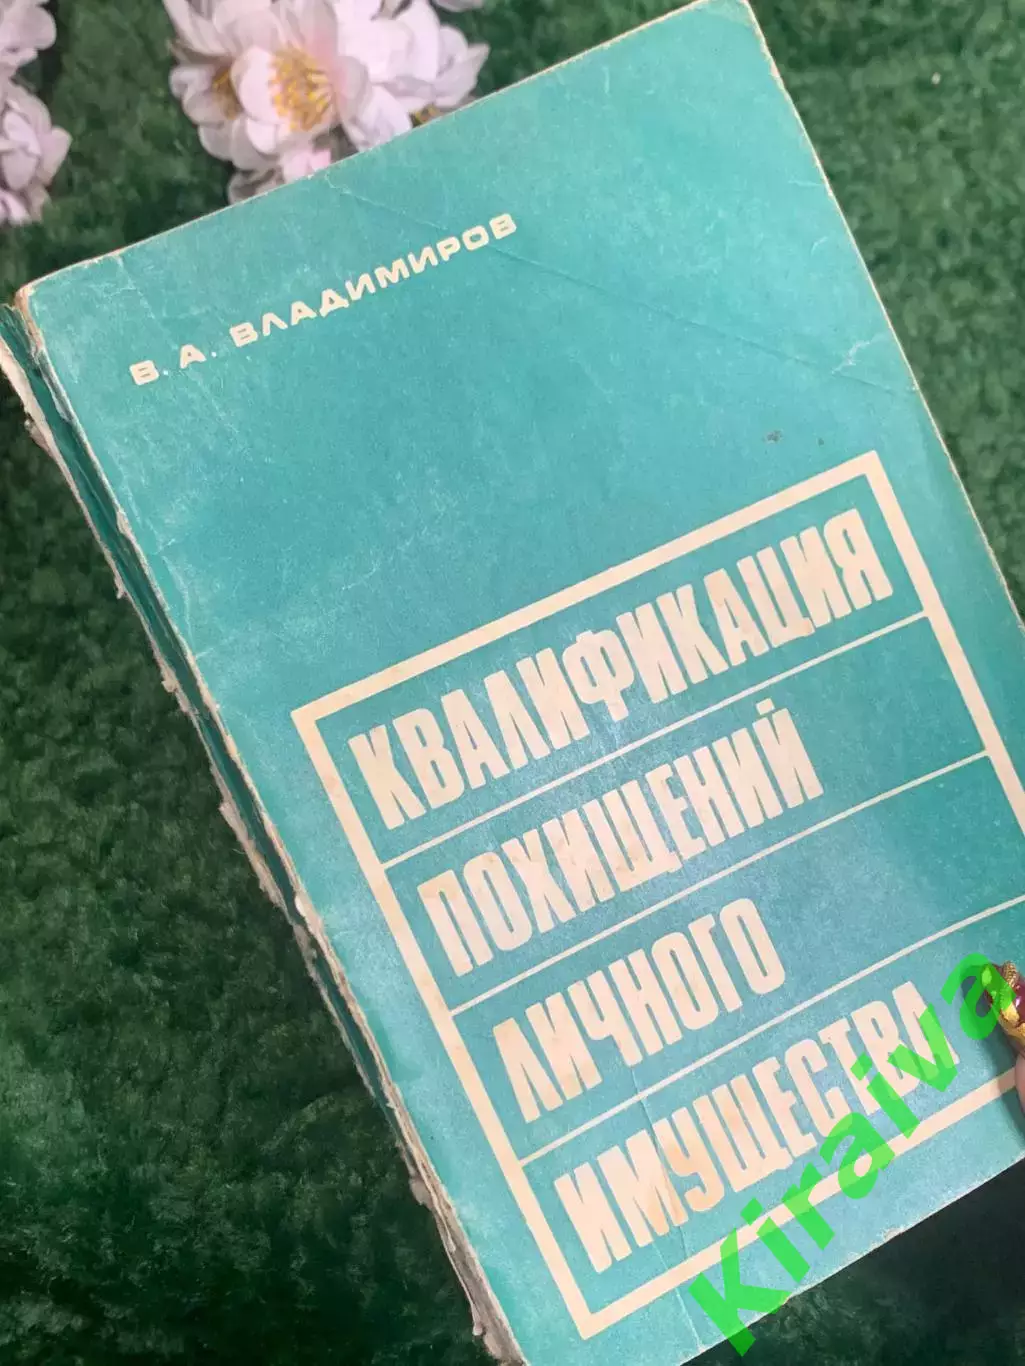 В. А. ВЛАДИМИРОВ
КВАЛИФИКАЦИЯ
ПОХИЩЕНИЙ
ЛИЧНОГО
ИМУЩЕСТВА
Kiraiva